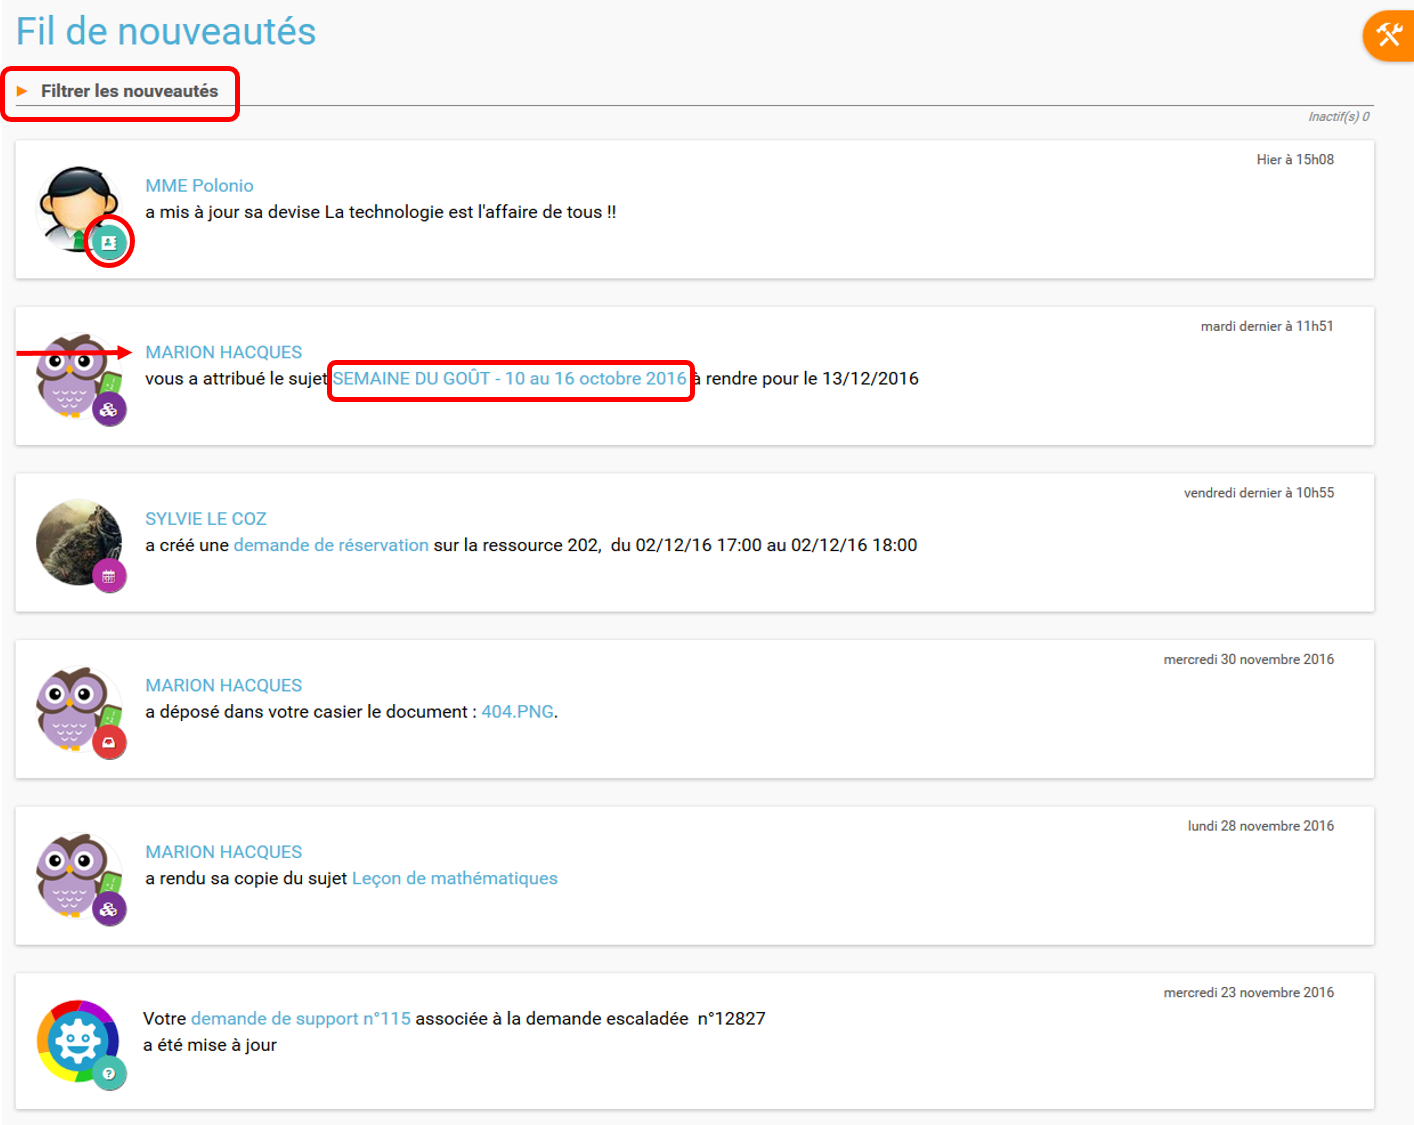 Fil de nouveautés
Filtrer les nouveautés
Inactif(s) 0
Hier à 15h08
MME Polonio
a mis à jour sa devise La technologie est l'affaire de tous !!
mardi dernier à 11h51
MARION HACQUES
vous a attribué le sujet SEMAINE DU GOÛT - 10 au 16 octobre 2016 à rendre pour le 13/12/2016
vendredi dernier à 10h55
SYLVIE LE COZ
a créé une demande de réservation sur la ressource 202,  du 02/12/16 17:00 au 02/12/16 18:00
mercredi 30 novembre 2016
MARION HACQUES
a déposé dans votre casier le document : 404.PNG.
lundi 28 novembre 2016
MARION HACQUES
a rendu sa copie du sujet Leçon de mathématiques
mercredi 23 novembre 2016
Votre demande de support n°115 associée à la demande escaladée  n°12827
a été mise à jour